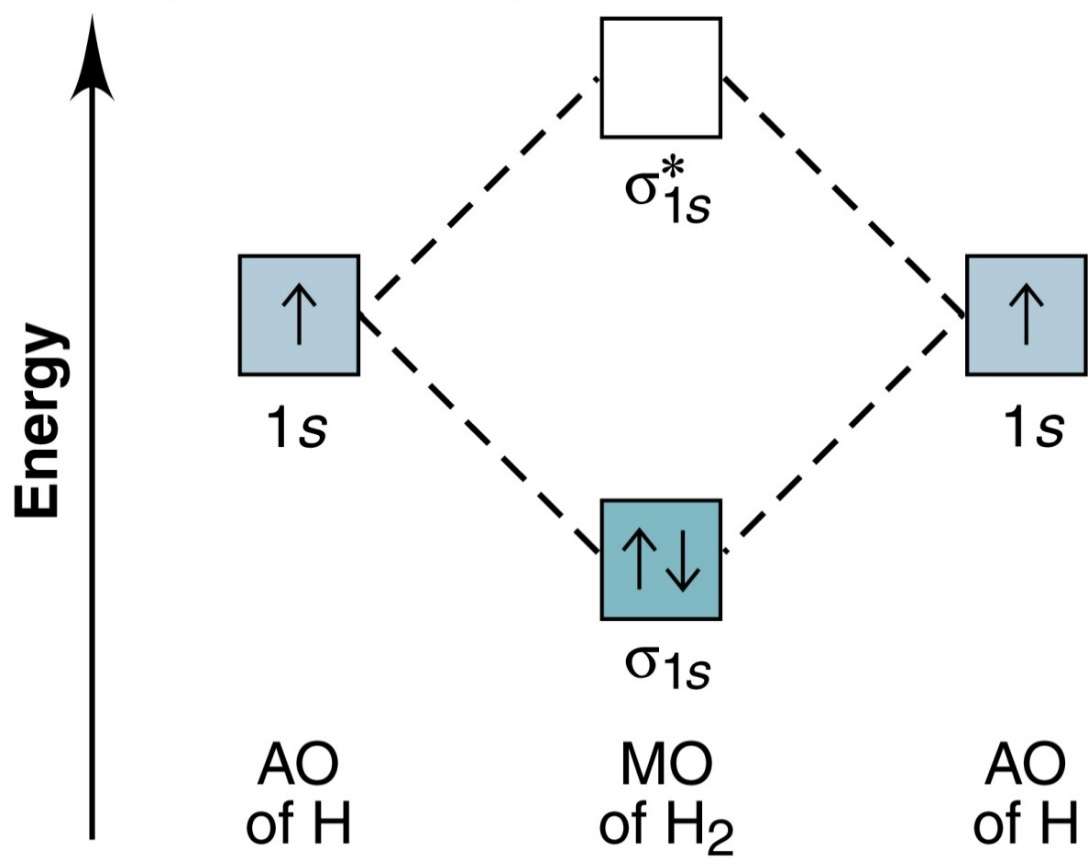 σ*1s
↑
↑
1s
1s
Energy
↑↓
σ1s
AO
of H
MO
of H2
AO
of H